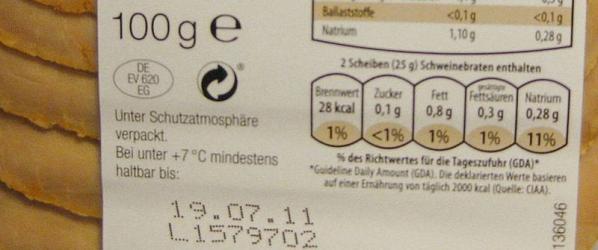 100 g e
DE
EV 620
EG
®
Unter Schutzatmosphäre
verpackt.
Bei unter +7°C mindestens
haltbar bis:
19.07.11
L1579702
Ballaststoffe <0,1 g <0,1 g
Natrium 1,10 g 0,28 g
2 Scheiben (25 g) Schweinebraten enthalten
Brennwert Zucker Fett gesättigte Fettsäuren Natrium
28 kcal 0,1 g 0,8 g 0,3 g 0,28 g
1% <1% 1% 1% 11%
% des Richtwertes für die Tageszufuhr (GDA)*
*Guideline Daily Amount (GDA). Die deklarierten Werte basieren
auf einer Ernährung von täglich 2000 kcal (Quelle: CIAA).
136046